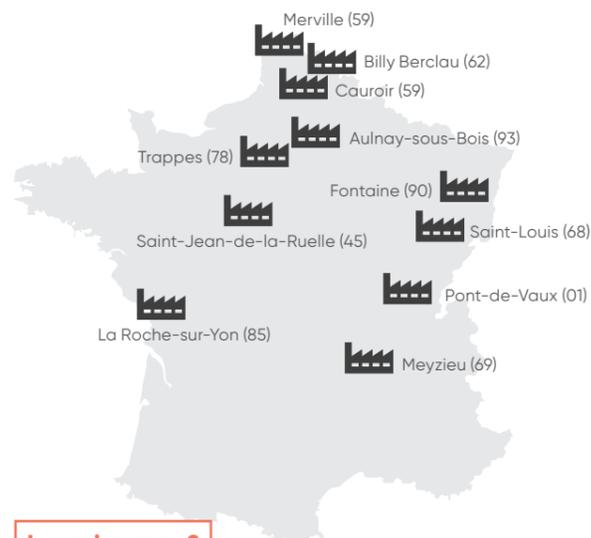 Merville (59)
Billy Berclau (62)
Cauroir (59)
Aulnay-sous-Bois (93)
Trappes (78)
Fontaine (90)
Saint-Louis (68)
Saint-Jean-de-la-Ruelle (45)
Pont-de-Vaux (01)
La Roche-sur-Yon (85)
Meyzieu (69)